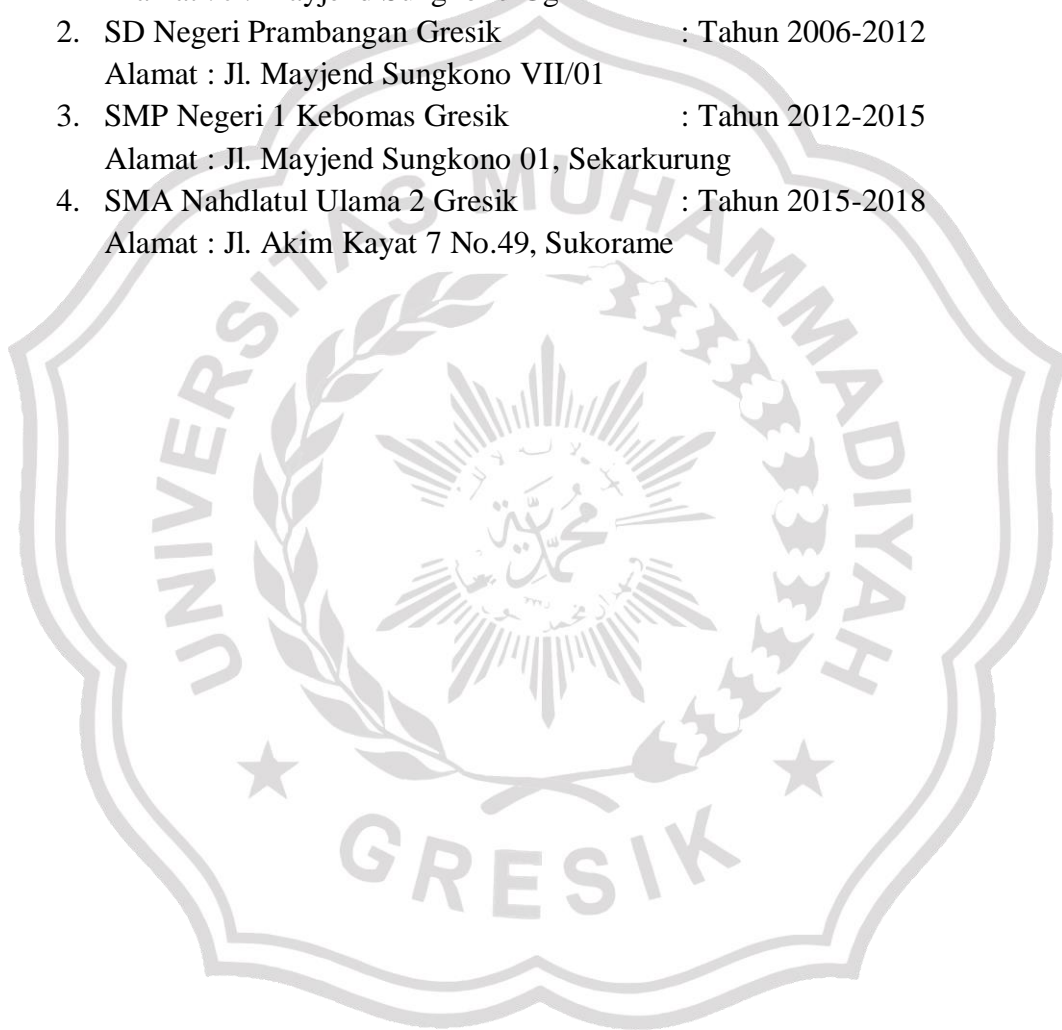 2. SD Negeri Prambangan Gresik : Tahun 2006-2012
Alamat : Jl. Mayjend Sungkono VII/01
3. SMP Negeri 1 Kebomas Gresik : Tahun 2012-2015
Alamat : Jl. Mayjend Sungkono 01, Sekarkurung
4. SMA Nahdlatul Ulama 2 Gresik : Tahun 2015-2018
Alamat : Jl. Akim Kayat 7 No.49, Sukorame
UNIVERSITAS MUHAMMADIYAH
محمدية
GRESIK